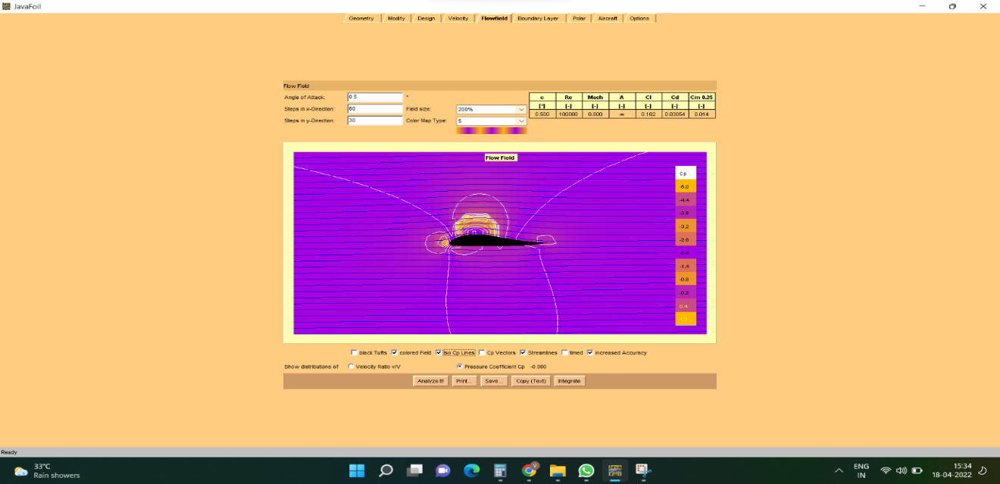 JavaFoil
Geometry Modify Design Velocity Flowfield Boundary Layer Polar Aircraft Options
Flow Field
Angle of Attack: 0.5 °
Steps in x-Direction: 60 Field size: 200%
Steps in y-Direction: 30 Color Map Type: 5
α Re Mach A Cl Cd Cm 0.25
[°] [-] [-] [-] [-] [-] [-]
0.500 100000 0.800 ∞ 0.162 0.03054 0.014
Flow Field
Cp
-5.0
-4.4
-3.8
-3.2
-2.6
-2.0
-1.4
-0.8
-0.2
0.4
1.0
black Tufts colored Field Iso Cp Lines Cp Vectors Streamlines timed increased Accuracy
Show distributions of Velocity Ratio v/V Pressure Coefficient Cp -0.000
Analyze It! Print... Save... Copy (Text) Integrate
Ready
33°C
Rain showers
ENG
IN
15:34
18-04-2022